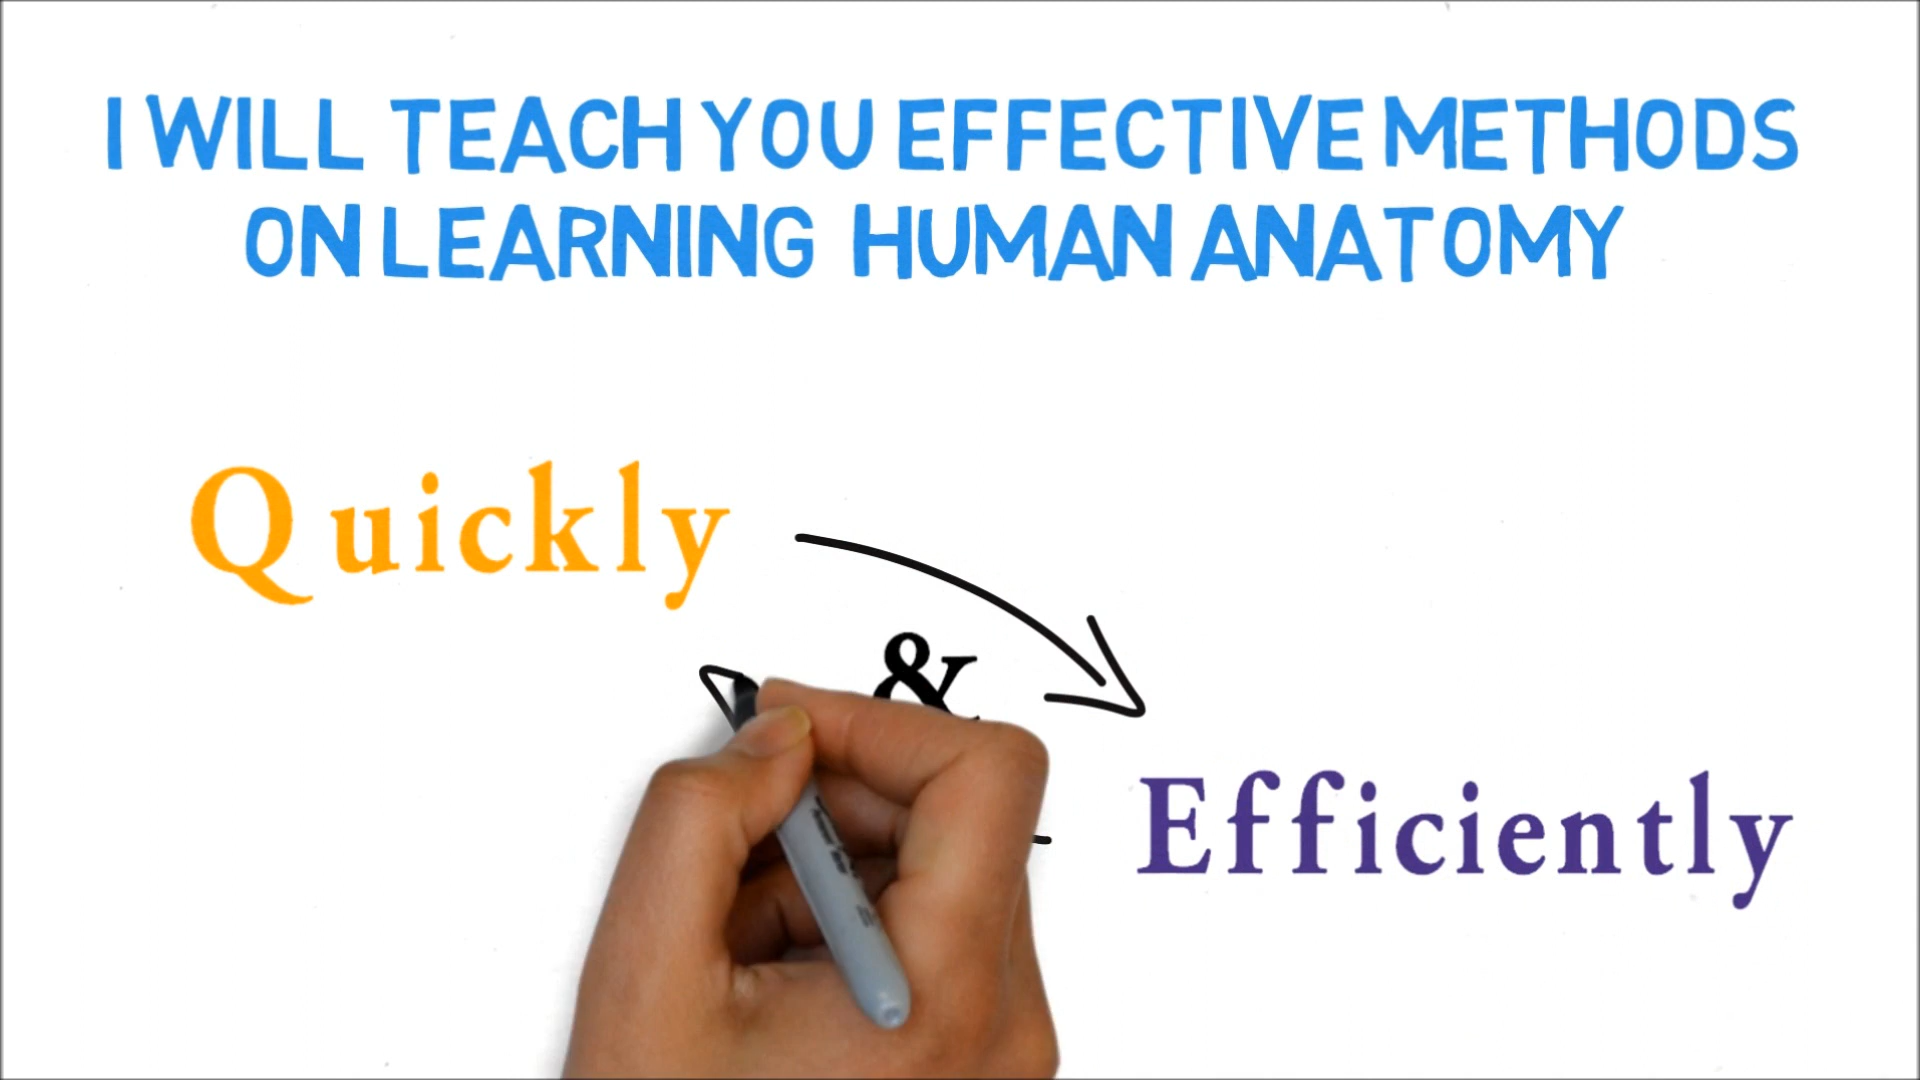 I WILL TEACH YOU EFFECTIVE METHODS
ON LEARNING HUMAN ANATOMY
Quickly
&
Efficiently